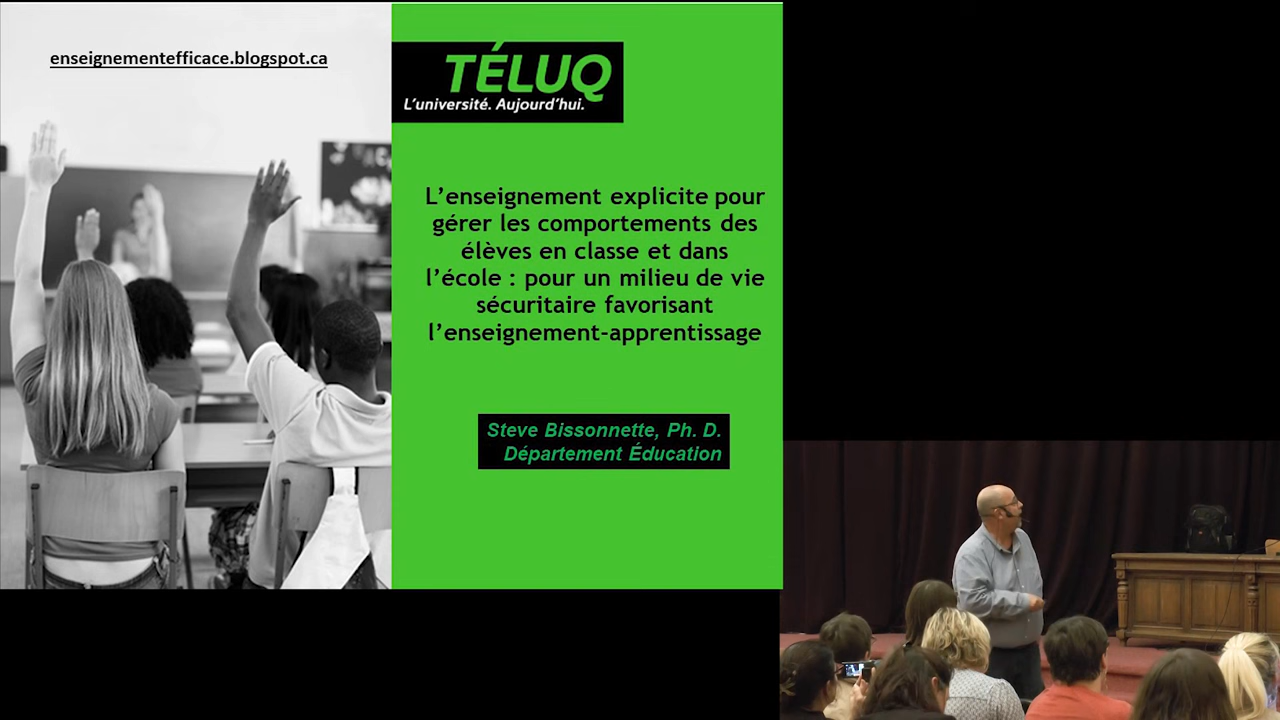 enseignementefficace.blogspot.ca
TÉLUQ
L'université. Aujourd'hui.
L'enseignement explicite pour
gérer les comportements des
élèves en classe et dans
l'école : pour un milieu de vie
sécuritaire favorisant
l'enseignement-apprentissage
Steve Bissonnette, Ph. D.
Département Éducation